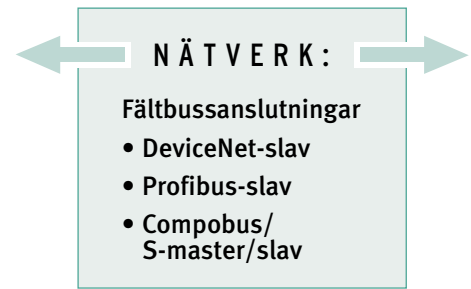 NÄTVERK:
Fältbussanslutningar
• DeviceNet-slav
• Profibus-slav
• Compobus/
S-master/slav